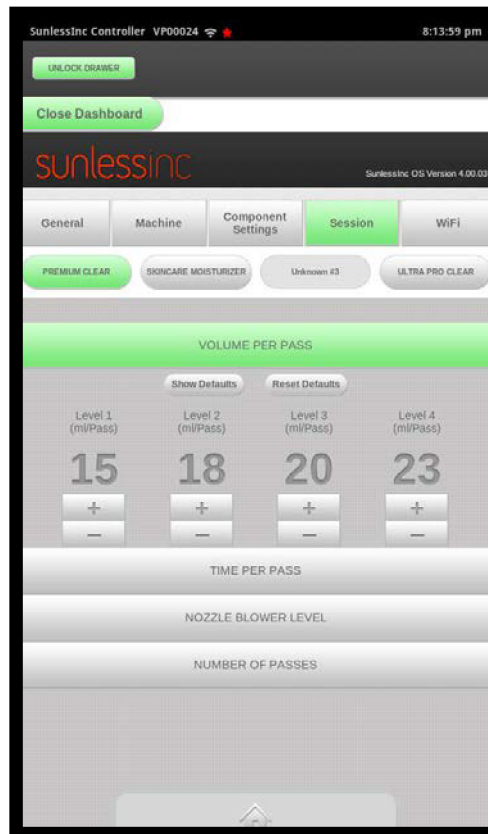 SunlessInc Controller VP00024 8:13:59 pm
UNLOCK DRAWER
Close Dashboard
sunlessinc
SunlessInc OS Version 4.00.03
General Machine Component Settings Session WiFi
PREMIUM CLEAR SKINCARE MOISTURIZER Unknown #3 ULTRA PRO CLEAR
VOLUME PER PASS
Show Defaults Reset Defaults
Level 1 Level 2 Level 3 Level 4
(ml/Pass) (ml/Pass) (ml/Pass) (ml/Pass)
15 18 20 23
+ + + +
− − − −
TIME PER PASS
NOZZLE BLOWER LEVEL
NUMBER OF PASSES